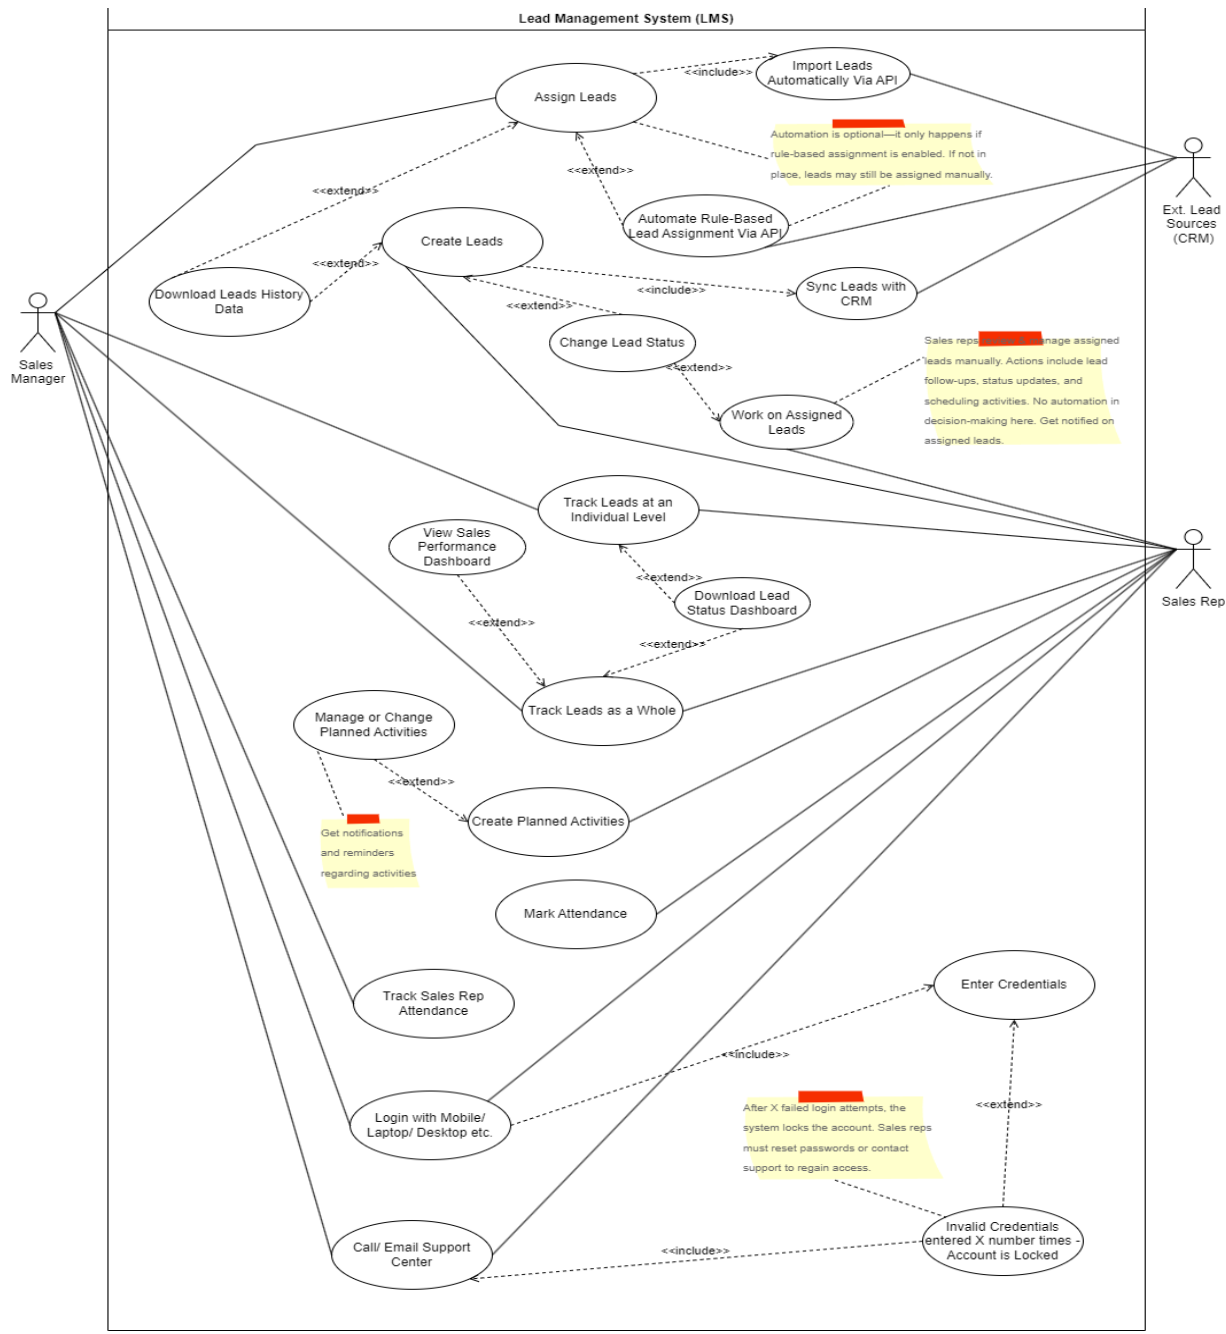 Lead Management System (LMS)
Assign Leads
<<include>>
Import Leads
Automatically Via API
Automation is optional—it only happens if
rule-based assignment is enabled. If not in
place, leads may still be assigned manually.
<<extend>>
<<extend>>
Automate Rule-Based
Lead Assignment Via API
Ext. Lead
Sources
(CRM)
Create Leads
<<extend>>
Download Leads History
Data
<<include>>
Sync Leads with
CRM
<<extend>>
Change Lead Status
Sales
Manager
Sales reps manage assigned
leads manually. Actions include lead
follow-ups, status updates, and
scheduling activities. No automation in
decision-making here. Get notified on
assigned leads.
<<extend>>
Work on Assigned
Leads
Track Leads at an
Individual Level
View Sales
Performance
Dashboard
<<extend>>
Download Lead
Status Dashboard
Sales Rep
<<extend>>
<<extend>>
Track Leads as a Whole
Manage or Change
Planned Activities
<<extend>>
Create Planned Activities
Get notifications
and reminders
regarding activities
Mark Attendance
Track Sales Rep
Attendance
Enter Credentials
<<include>>
Login with Mobile/
Laptop/ Desktop etc.
<<extend>>
After X failed login attempts, the
system locks the account. Sales reps
must reset passwords or contact
support to regain access.
Invalid Credentials
entered X number times -
Account is Locked
<<include>>
Call/ Email Support
Center